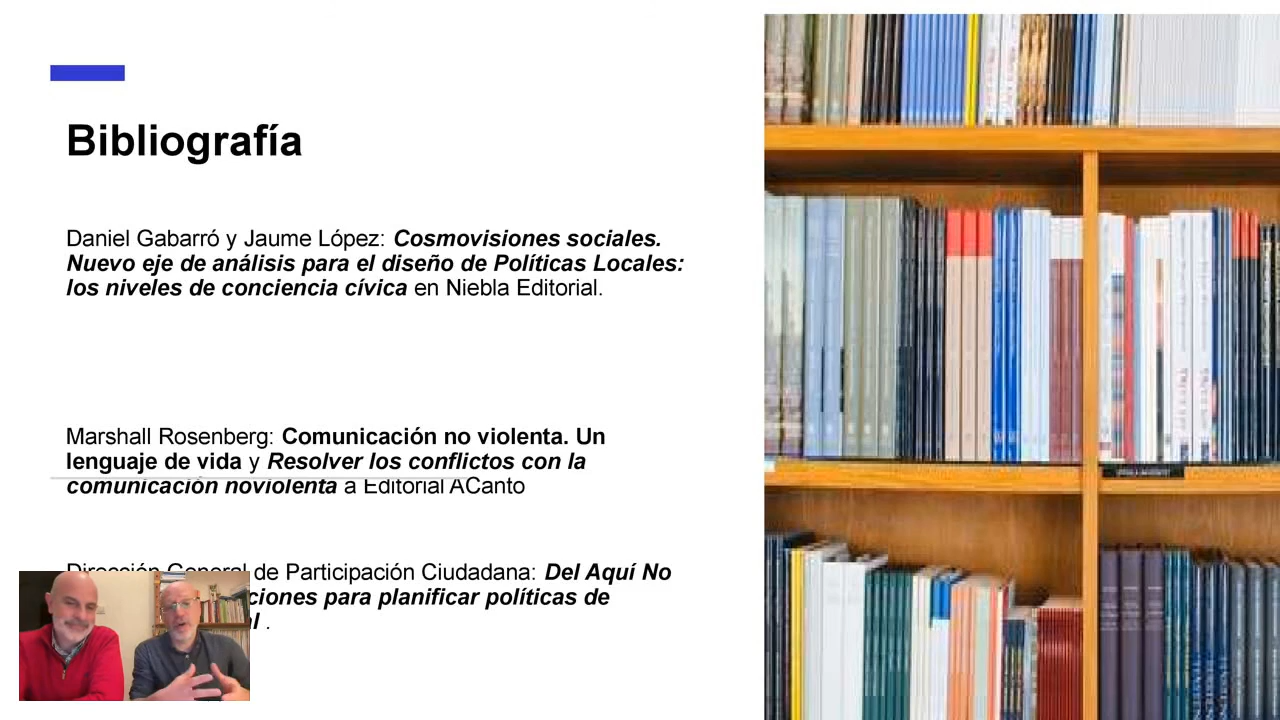 Bibliografía
Daniel Gabarró y Jaume López: Cosmovisiones sociales.
Nuevo eje de análisis para el diseño de Políticas Locales:
los niveles de conciencia cívica en Niebla Editorial.
Marshall Rosenberg: Comunicación no violenta. Un
lenguaje de vida y Resolver los conflictos con la
comunicación noviolenta a Editorial ACanto
Dirección General de Participación Ciudadana: Del Aquí No
ciones para planificar políticas de
l .